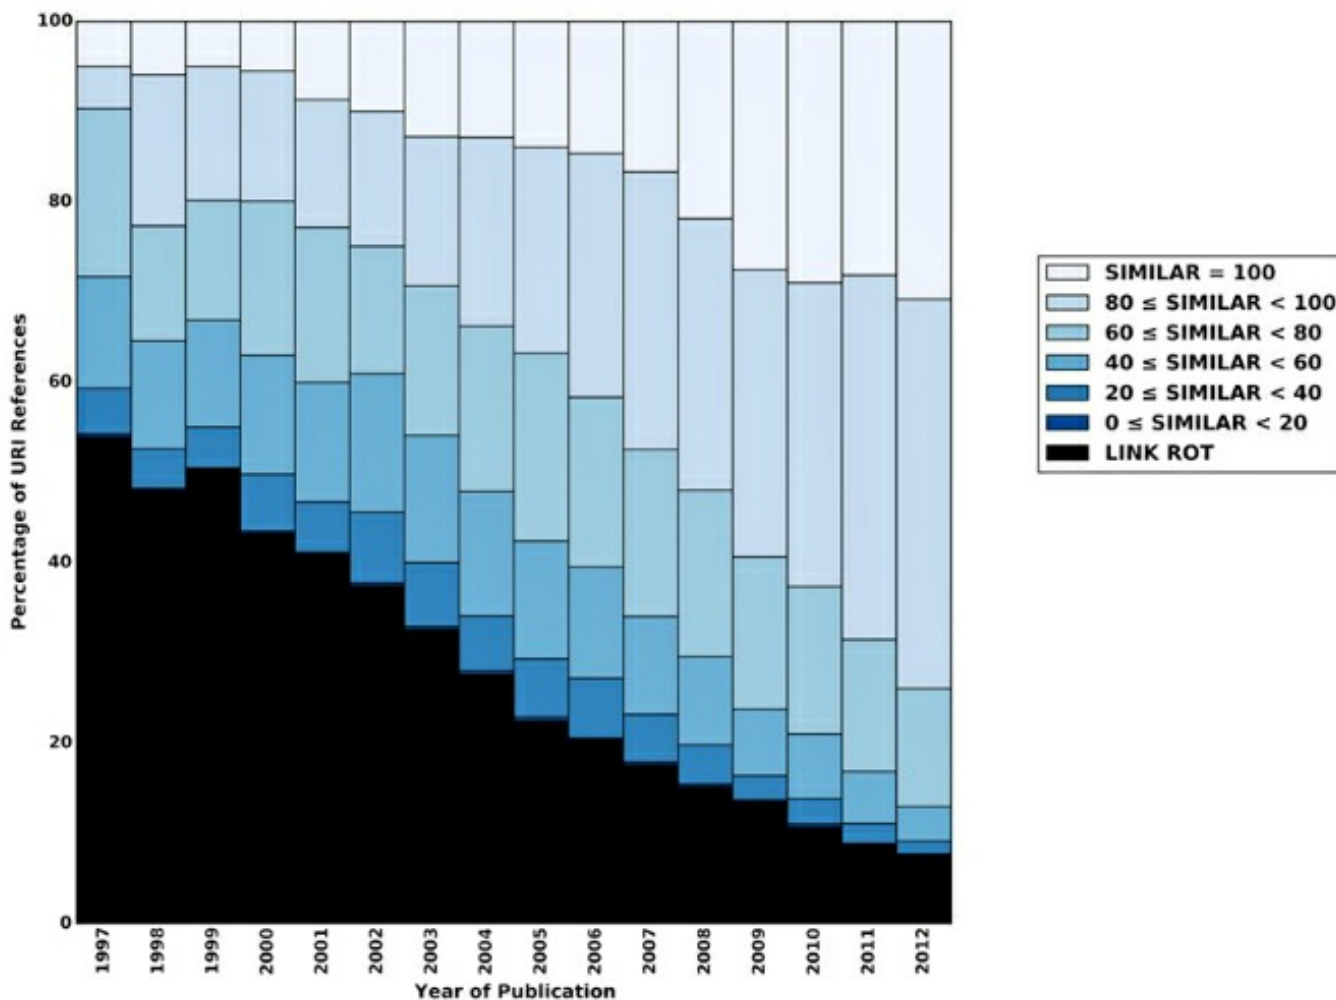 100
80
60
40
20
0
Percentage of URI References
1997 1998 1999 2000 2001 2002 2003 2004 2005 2006 2007 2008 2009 2010 2011 2012
Year of Publication
SIMILAR = 100
80 ≤ SIMILAR < 100
60 ≤ SIMILAR < 80
40 ≤ SIMILAR < 60
20 ≤ SIMILAR < 40
0 ≤ SIMILAR < 20
LINK ROT